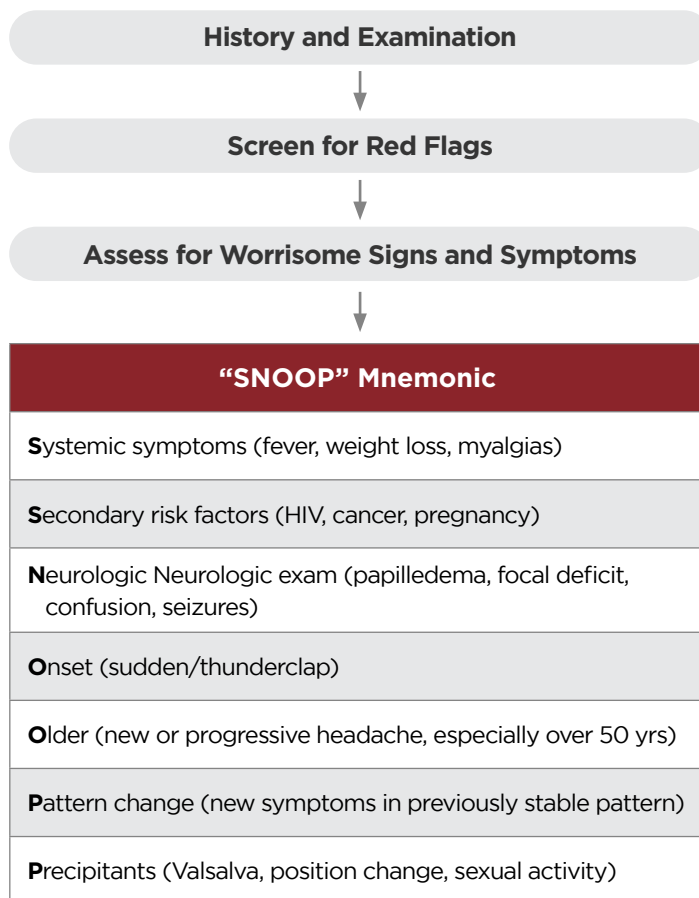 History and Examination
Screen for Red Flags
Assess for Worrisome Signs and Symptoms
“SNOOP” Mnemonic
Systemic symptoms (fever, weight loss, myalgias)
Secondary risk factors (HIV, cancer, pregnancy)
Neurologic Neurologic exam (papilledema, focal deficit,
confusion, seizures)
Onset (sudden/thunderclap)
Older (new or progressive headache, especially over 50 yrs)
Pattern change (new symptoms in previously stable pattern)
Precipitants (Valsalva, position change, sexual activity)